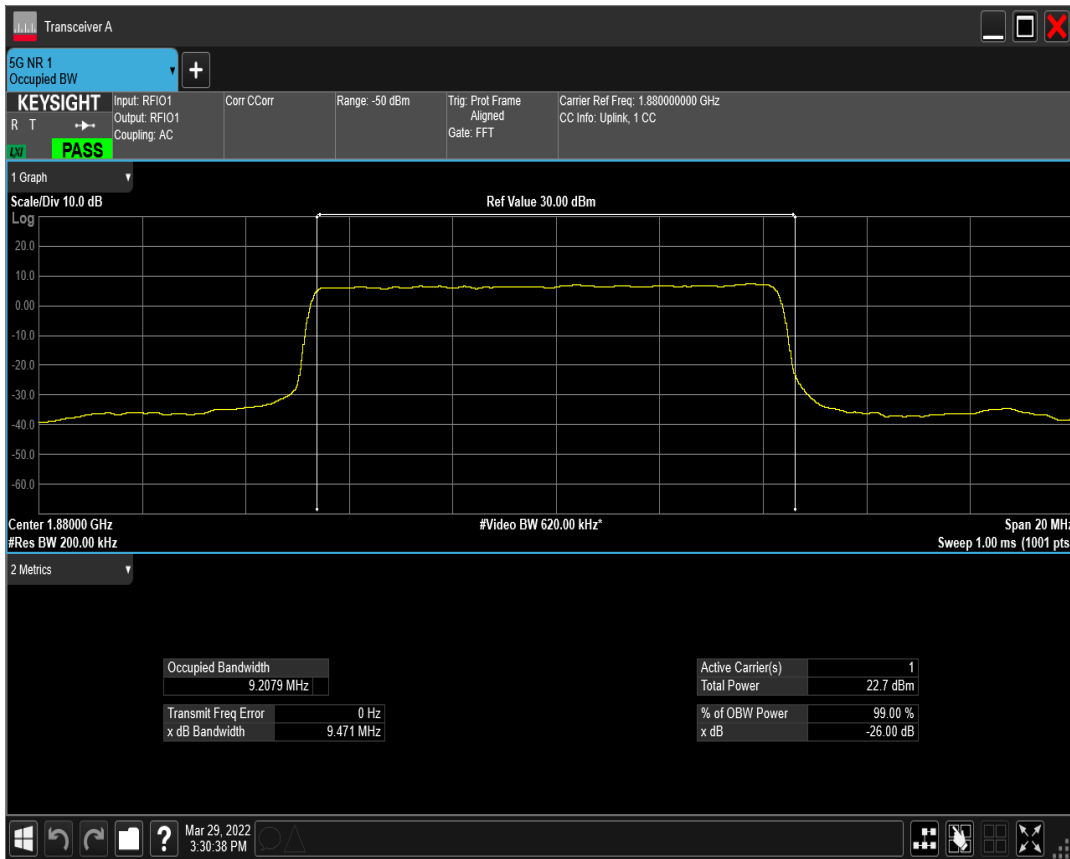 Transceiver A
5G NR 1
Occupied BW
+
KEYSIGHT
R T
LXI
PASS
Input: RFIO1
Output: RFIO1
Coupling: AC
Corr CCorr
Range: -50 dBm
Trig: Prot Frame
Aligned
Gate: FFT
Carrier Ref Freq: 1.880000000 GHz
CC Info: Uplink, 1 CC
1 Graph
Scale/Div 10.0 dB
Ref Value 30.00 dBm
Log
20.0
10.0
0.00
-10.0
-20.0
-30.0
-40.0
-50.0
-60.0
Center 1.88000 GHz
#Video BW 620.00 kHz*
Span 20 MHz
#Res BW 200.00 kHz
Sweep 1.00 ms (1001 pts
2 Metrics
Occupied Bandwidth
9.2079 MHz
Transmit Freq Error 0 Hz
x dB Bandwidth 9.471 MHz
Active Carrier(s) 1
Total Power 22.7 dBm
% of OBW Power 99.00 %
x dB -26.00 dB
?
Mar 29, 2022
3:30:38 PM